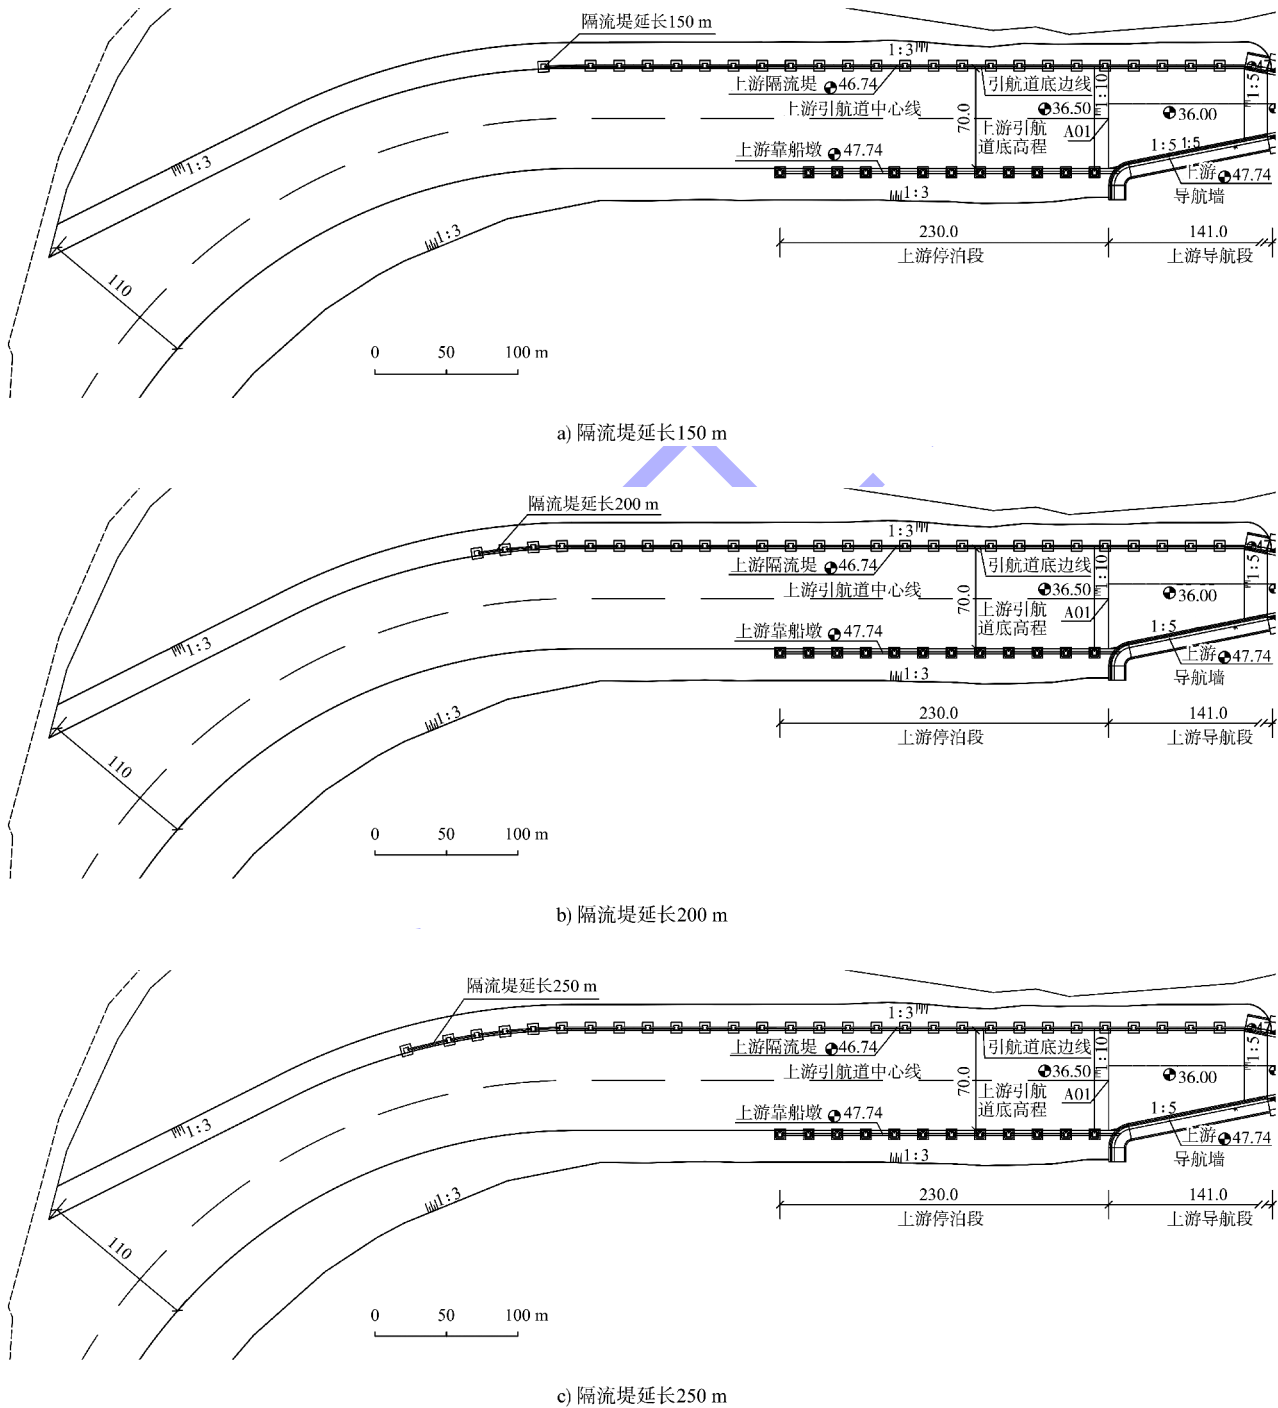 隔流堤延长150 m
1:3
上游隔流堤 46.74
引航道底边线
1:10
1:5
上游引航道中心线
36.50
36.00
70.0
上游引航
道底高程
A01
1:3
上游靠船墩 47.74
1:5 1:5
上游 47.74
导航墙
1:3
1:3
230.0
141.0
上游停泊段
上游导航段
110
0 50 100 m
a) 隔流堤延长150 m
隔流堤延长200 m
1:3
上游隔流堤 46.74
引航道底边线
1:10
1:5
上游引航道中心线
36.50
36.00
70.0
上游引航
道底高程
A01
1:3
上游靠船墩 47.74
1:5
上游 47.74
导航墙
1:3
1:3
230.0
141.0
上游停泊段
上游导航段
110
0 50 100 m
b) 隔流堤延长200 m
隔流堤延长250 m
1:3
上游隔流堤 46.74
引航道底边线
1:10
1:5
上游引航道中心线
36.50
36.00
70.0
上游引航
道底高程
A01
1:3
上游靠船墩 47.74
1:5
上游 47.74
导航墙
1:3
1:3
230.0
141.0
上游停泊段
上游导航段
110
0 50 100 m
c) 隔流堤延长250 m